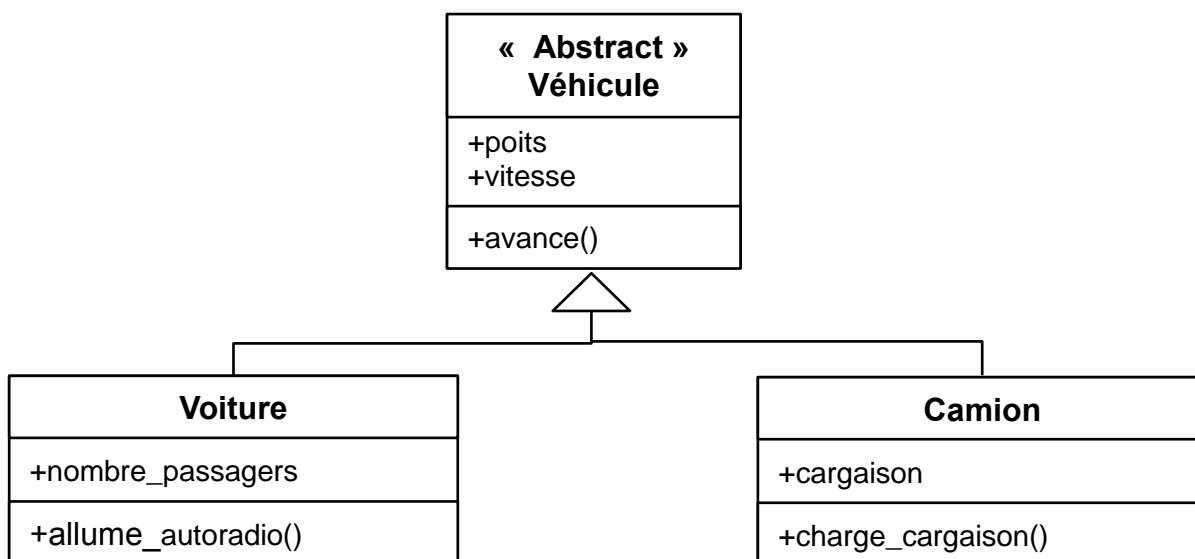 « Abstract »
Véhicule
+poits
+vitesse
+avance()
Voiture
+nombre_passagers
+allume_autoradio()
Camion
+cargaison
+charge_cargaison()